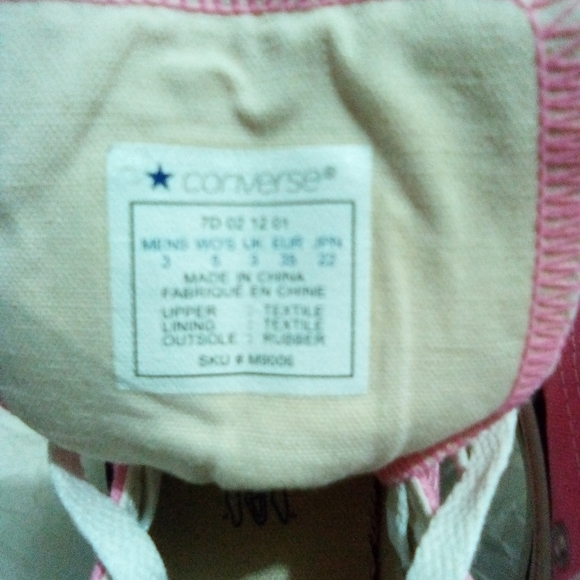 ★ converse®
7D 02 12 01
MENS WO'S UK EUR JPN
3 5 3 35 22
MADE IN CHINA
FABRIQUÉ EN CHINE
UPPER : TEXTILE
LINING : TEXTILE
OUTSOLE : RUBBER
SKU # M9006